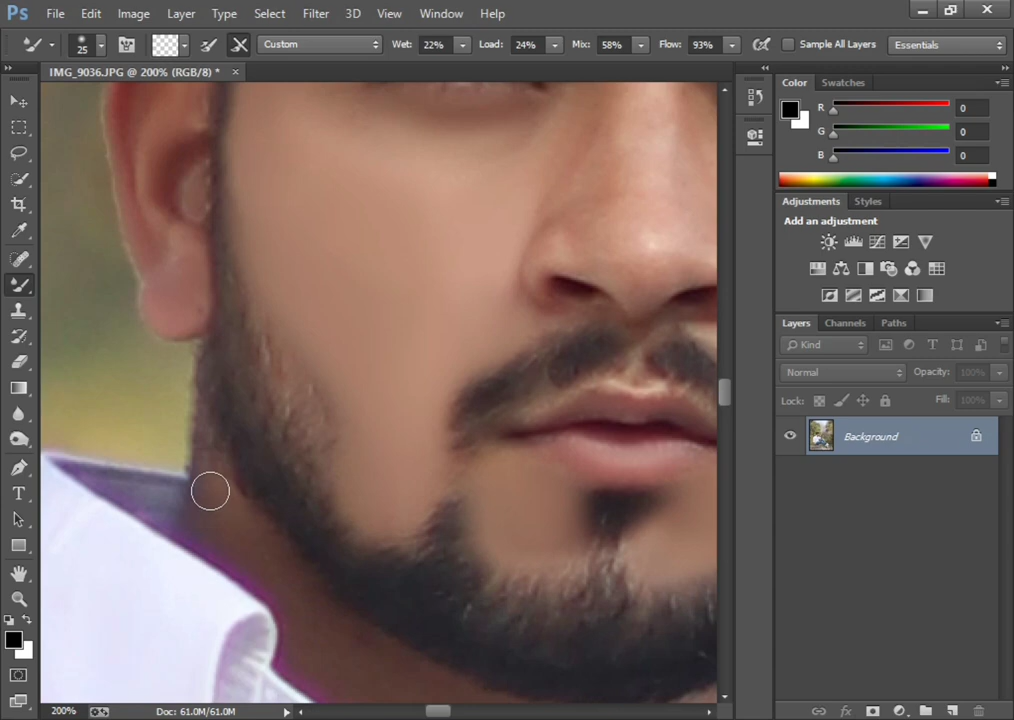 Ps File Edit Image Layer Type Select Filter 3D View Window Help
25 Custom Wet: 22% Load: 24% Mix: 58% Flow: 93% Sample All Layers Essentials
IMG_9036.JPG @ 200% (RGB/8) * ×
Color Swatches
R 0
G 0
B 0
Adjustments Styles
Add an adjustment
Layers Channels Paths
Kind
Normal Opacity: 100%
Lock: Fill: 100%
Background
200% Doc: 61.0M/61.0M
fx